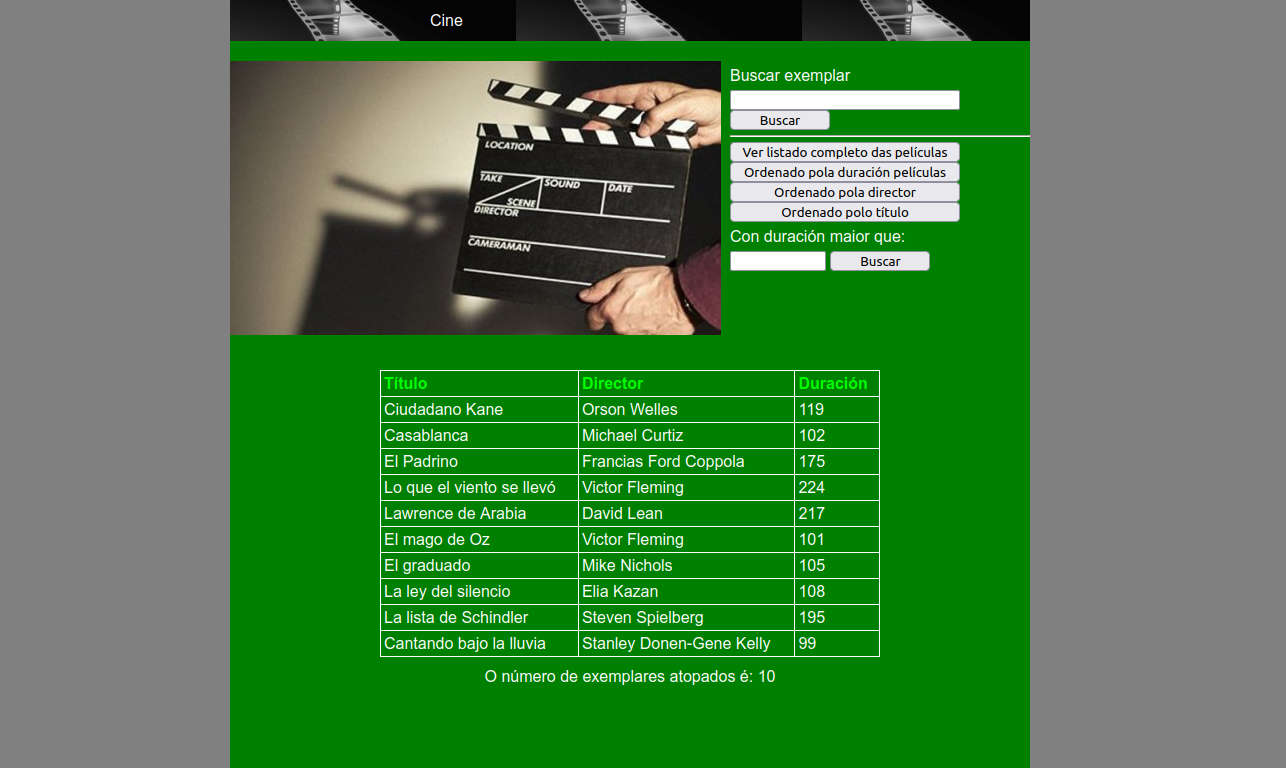 Cine
LOCATION
TAKE
SOUND
DATE
SCENE
DIRECTOR
CAMERAMAN
Buscar exemplar
Buscar
Ver listado completo das películas
Ordenado pola duración películas
Ordenado pola director
Ordenado polo título
Con duración maior que:
Buscar
Título Director Duración
Ciudadano Kane Orson Welles 119
Casablanca Michael Curtiz 102
El Padrino Francias Ford Coppola 175
Lo que el viento se llevó Victor Fleming 224
Lawrence de Arabia David Lean 217
El mago de Oz Victor Fleming 101
El graduado Mike Nichols 105
La ley del silencio Elia Kazan 108
La lista de Schindler Steven Spielberg 195
Cantando bajo la lluvia Stanley Donen-Gene Kelly 99
O número de exemplares atopados é: 10